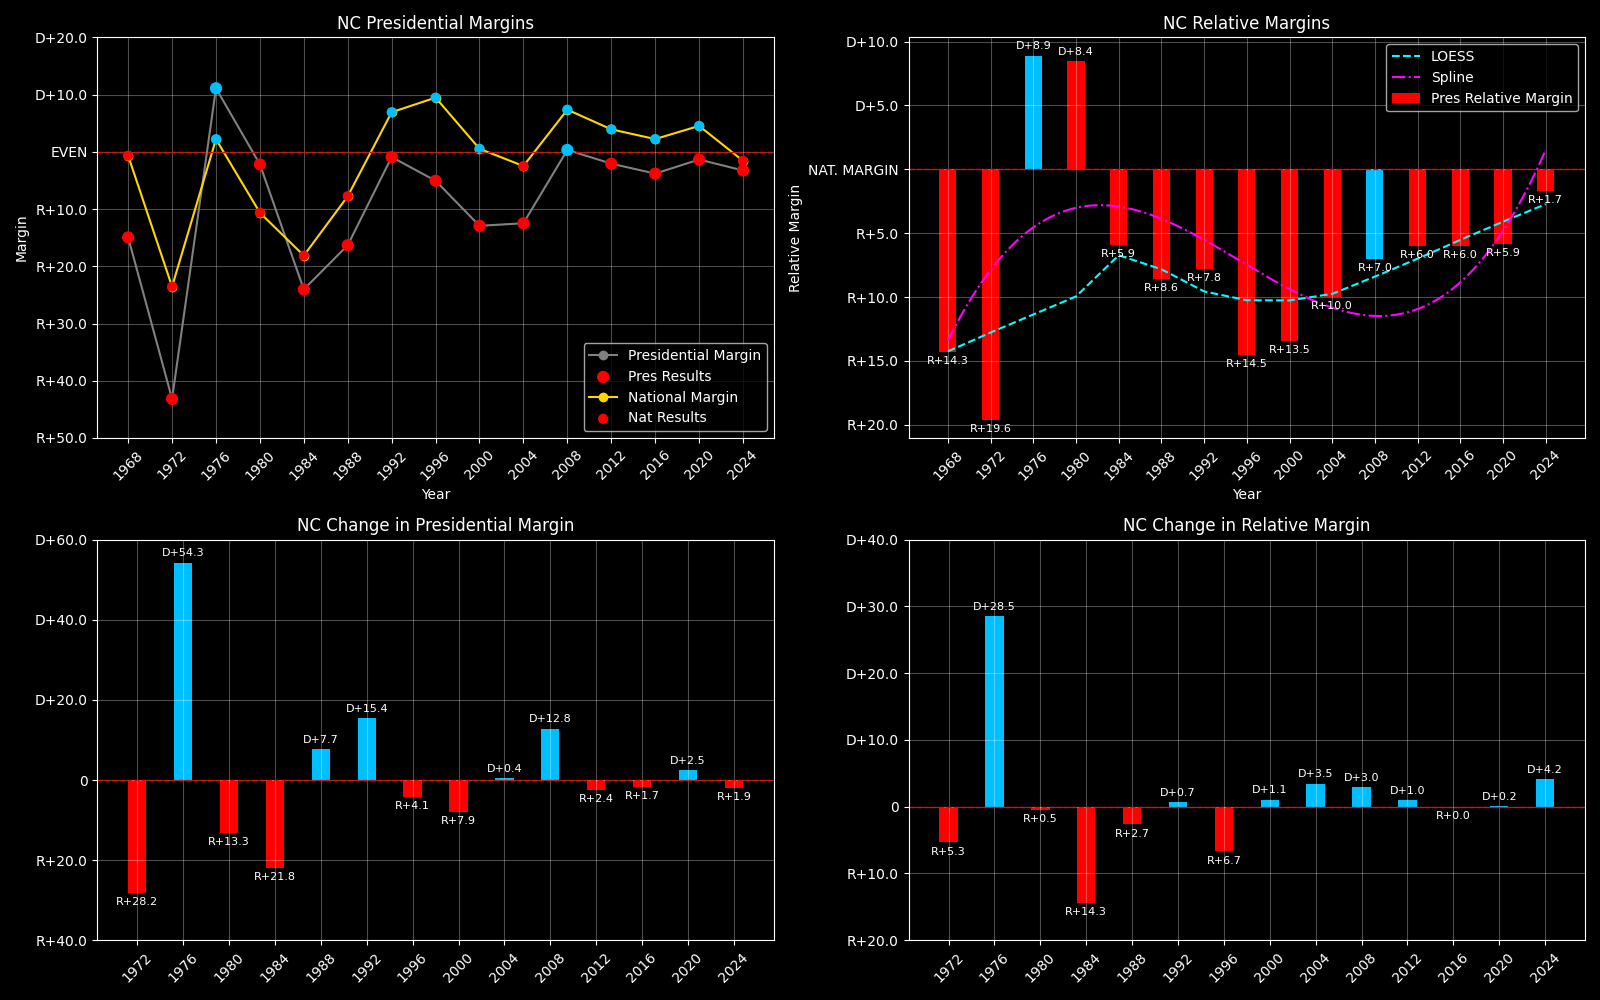 NC Presidential Margins
D+20.0
D+10.0
EVEN
R+10.0
R+20.0
R+30.0
R+40.0
R+50.0
Margin
Presidential Margin
Pres Results
National Margin
Nat Results
1968 1972 1976 1980 1984 1988 1992 1996 2000 2004 2008 2012 2016 2020 2024
Year
NC Relative Margins
D+10.0
D+5.0
NAT. MARGIN
R+5.0
R+10.0
R+15.0
R+20.0
Relative Margin
LOESS
Spline
Pres Relative Margin
R+14.3 R+19.6 D+8.9 D+8.4 R+5.9 R+8.6 R+7.8 R+14.5 R+13.5 R+10.0 R+7.0 R+6.0 R+6.0 R+5.9 R+1.7
1968 1972 1976 1980 1984 1988 1992 1996 2000 2004 2008 2012 2016 2020 2024
Year
NC Change in Presidential Margin
D+60.0
D+40.0
D+20.0
0
R+20.0
R+40.0
R+28.2 D+54.3 R+13.3 R+21.8 D+7.7 D+15.4 R+4.1 R+7.9 D+0.4 D+12.8 R+2.4 R+1.7 D+2.5 R+1.9
1972 1976 1980 1984 1988 1992 1996 2000 2004 2008 2012 2016 2020 2024
NC Change in Relative Margin
D+40.0
D+30.0
D+20.0
D+10.0
0
R+10.0
R+20.0
R+5.3 D+28.5 R+0.5 R+14.3 R+2.7 D+0.7 R+6.7 D+1.1 D+3.5 D+3.0 D+1.0 R+0.0 D+0.2 D+4.2
1972 1976 1980 1984 1988 1992 1996 2000 2004 2008 2012 2016 2020 2024